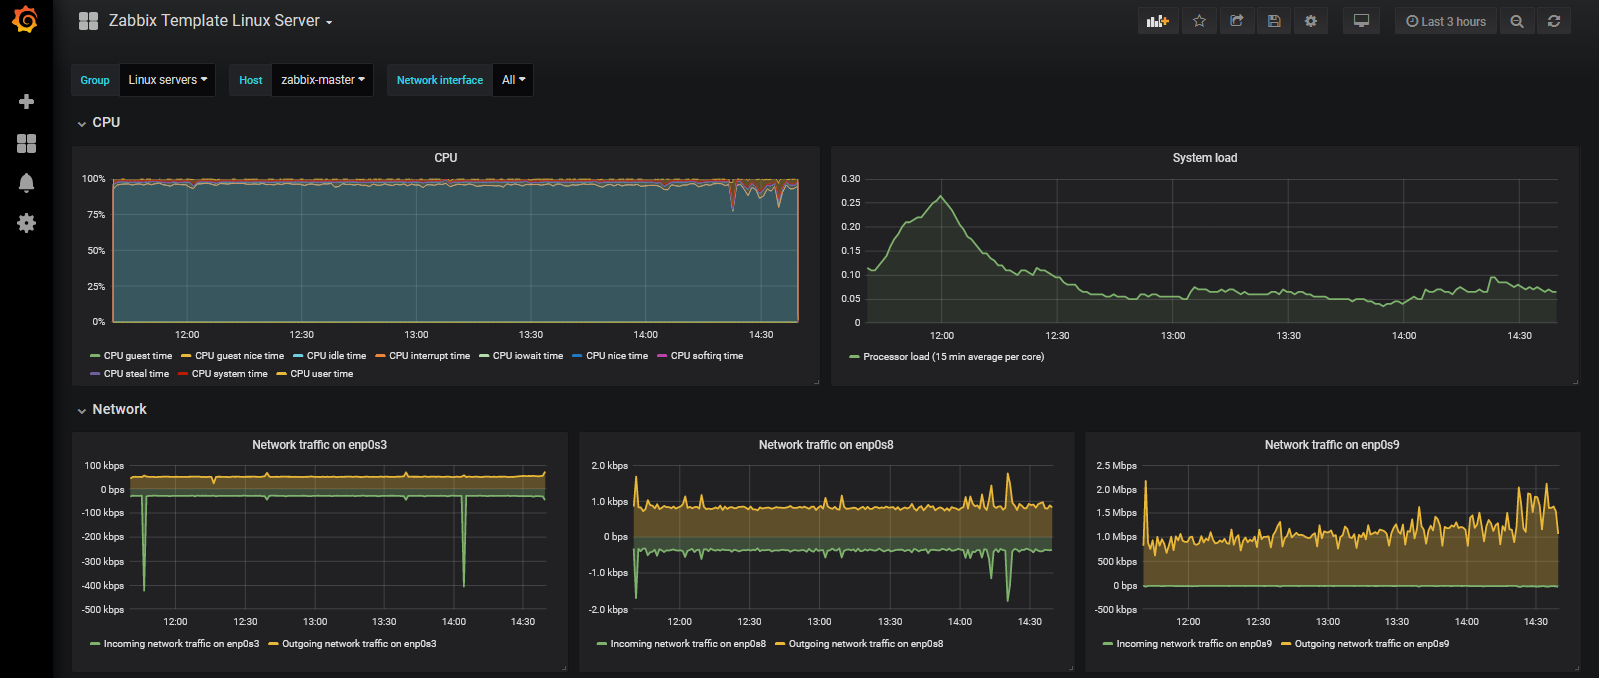 Zabbix Template Linux Server
Last 3 hours
Group Linux servers Host zabbix-master Network interface All
CPU
CPU
100%
75%
50%
25%
0%
12:00 12:30 13:00 13:30 14:00 14:30
CPU guest time CPU guest nice time CPU idle time CPU interrupt time CPU iowait time CPU nice time CPU softirq time
CPU steal time CPU system time CPU user time
System load
0.30
0.25
0.20
0.15
0.10
0.05
0
12:00 12:30 13:00 13:30 14:00 14:30
Processor load (15 min average per core)
Network
Network traffic on enp0s3
100 kbps
0 bps
-100 kbps
-200 kbps
-300 kbps
-400 kbps
-500 kbps
12:00 12:30 13:00 13:30 14:00 14:30
Incoming network traffic on enp0s3 Outgoing network traffic on enp0s3
Network traffic on enp0s8
2.0 kbps
1.0 kbps
0 bps
-1.0 kbps
-2.0 kbps
12:00 12:30 13:00 13:30 14:00 14:30
Incoming network traffic on enp0s8 Outgoing network traffic on enp0s8
Network traffic on enp0s9
2.5 Mbps
2.0 Mbps
1.5 Mbps
1.0 Mbps
500 kbps
0 bps
-500 kbps
12:00 12:30 13:00 13:30 14:00 14:30
Incoming network traffic on enp0s9 Outgoing network traffic on enp0s9